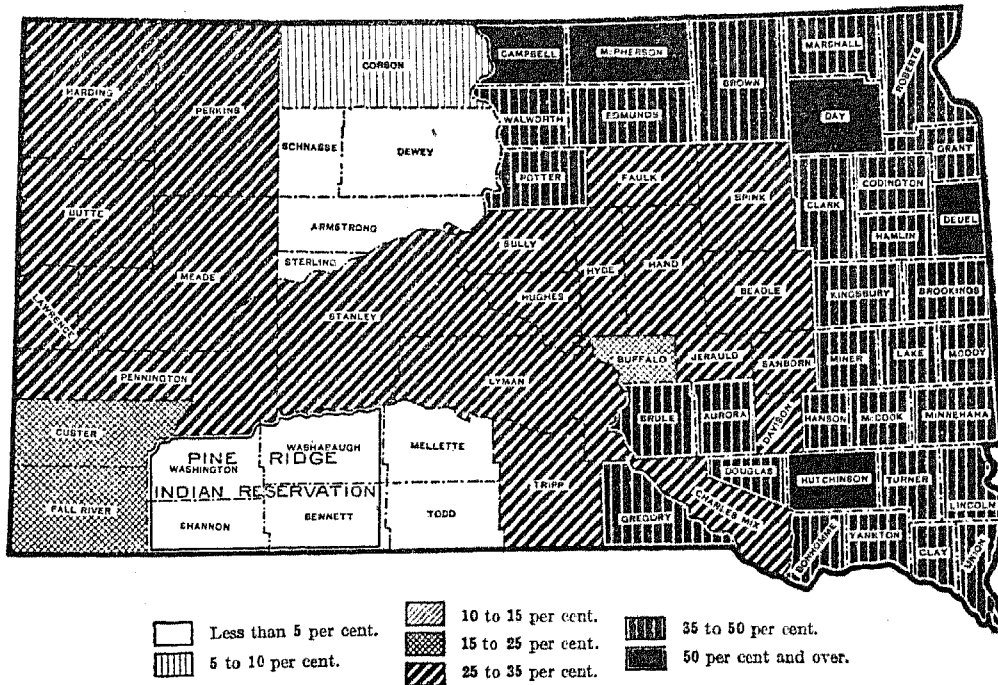 CAMPBELL
McPHERSON
MARSHALL
ROBERTS
CORSON
BROWN
HARDING
PERKINS
WALWORTH
EDMUNDS
DAY
GRANT
SCHNASSE
DEWEY
POTTER
FAULK
SPINK
CLARK
CODINGTON
DEUEL
BUTTE
ARMSTRONG
HAMLIN
SULLY
STERLING
HYDE
HAND
MEADE
HUGHES
BEADLE
KINGSBURY
BROOKINGS
LAWRENCE
STANLEY
BUFFALO
JERAULD
SANBORN
MINER
LAKE
MOODY
PENNINGTON
LYMAN
BRULE
AURORA
DAVISON
HANSON
McCOOK
MINNEHAHA
CUSTER
WASHABAUGH
MELLETTE
PINE RIDGE
WASHINGTON
DOUGLAS
HUTCHINSON
TURNER
INDIAN RESERVATION
TRIPP
CHARLES MIX
LINCOLN
FALL RIVER
SHANNON
BENNETT
TODD
GREGORY
BONHOMME
YANKTON
CLAY
UNION
Less than 5 per cent.
5 to 10 per cent.
10 to 15 per cent.
15 to 25 per cent.
25 to 35 per cent.
35 to 50 per cent.
50 per cent and over.